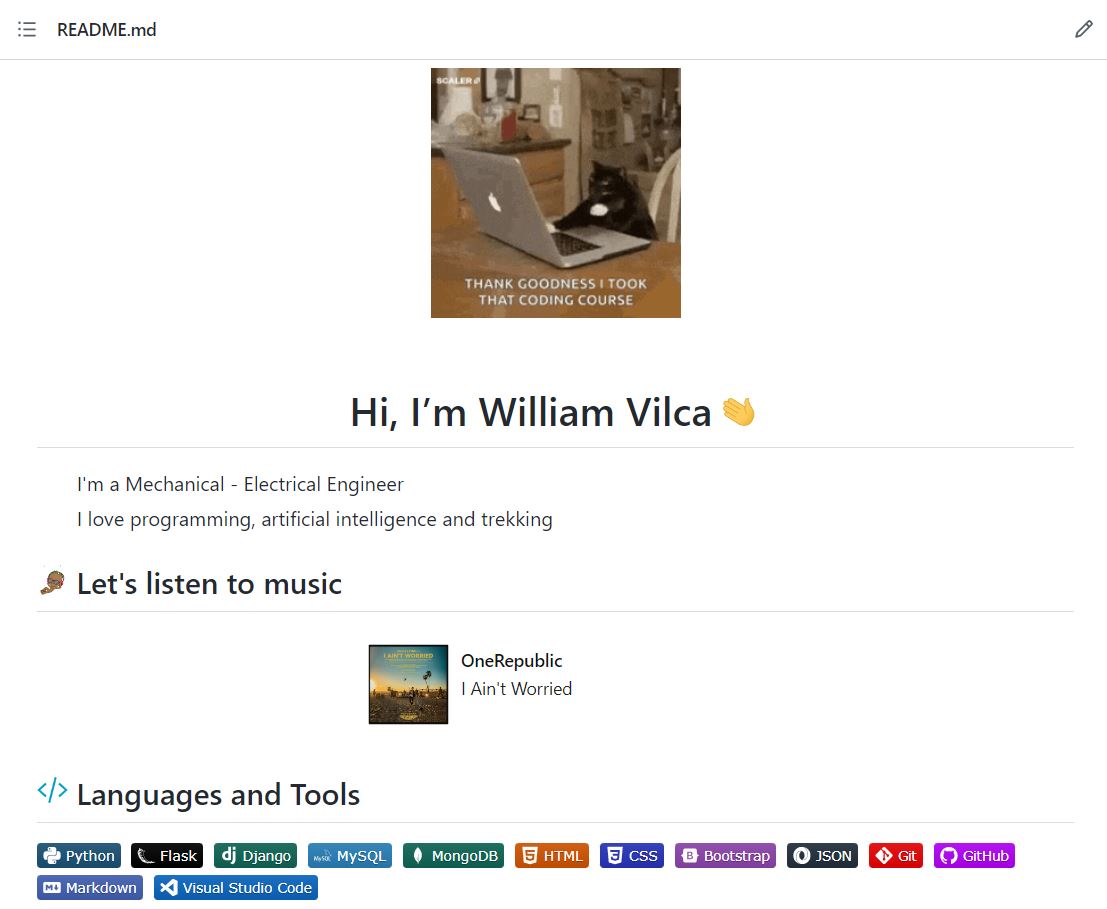 README.md
SCALER
THANK GOODNESS I TOOK
THAT CODING COURSE
Hi, I’m William Vilca
I'm a Mechanical - Electrical Engineer
I love programming, artificial intelligence and trekking
Let's listen to music
I AIN'T WORRIED
OneRepublic
I Ain't Worried
</> Languages and Tools
Python Flask dj Django MySQL MySQL MongoDB HTML CSS B Bootstrap JSON Git GitHub
Markdown Visual Studio Code